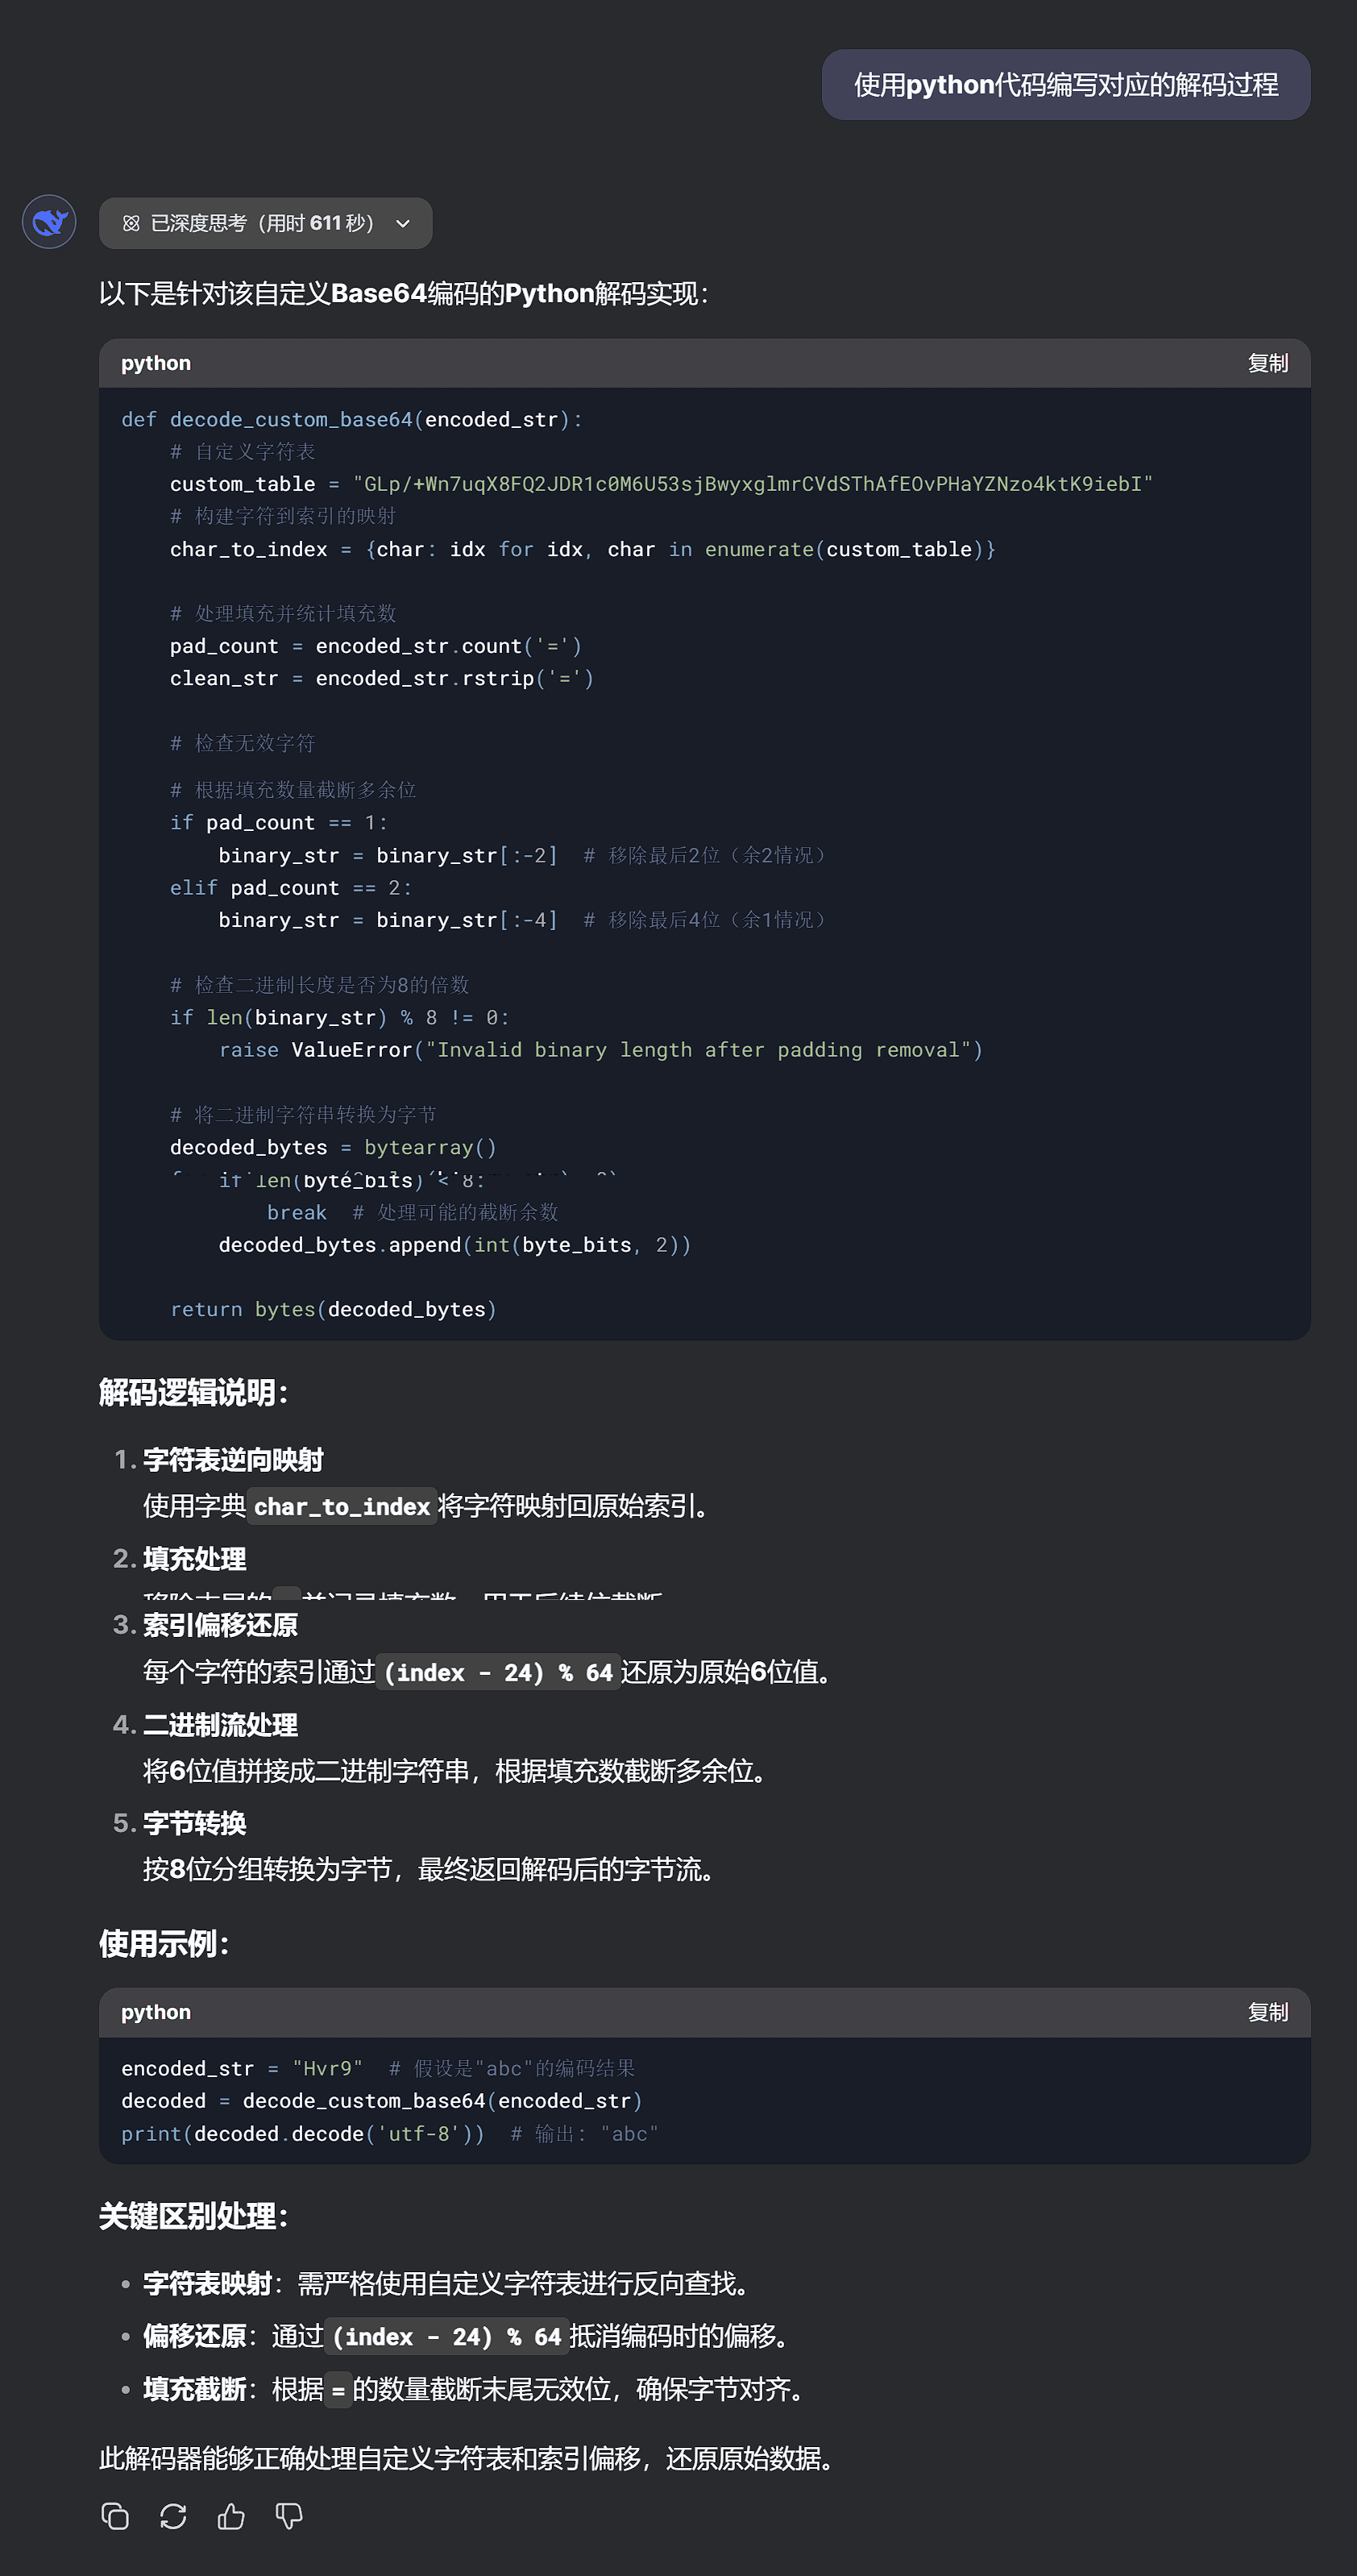 使用python代码编写对应的解码过程
已深度思考（用时 611 秒）
以下是针对该自定义Base64编码的Python解码实现：
python
复制
def decode_custom_base64(encoded_str):
    # 自定义字符表
    custom_table = "GLp/+Wn7uqX8FQ2JDR1c0M6U53sjBwyxglmrCVdSThAfEOvPHaYZNzo4ktK9iebI"
    # 构建字符到索引的映射
    char_to_index = {char: idx for idx, char in enumerate(custom_table)}
    # 处理填充并统计填充数
    pad_count = encoded_str.count('=')
    clean_str = encoded_str.rstrip('=')
    # 检查无效字符
    # 根据填充数量截断多余位
    if pad_count == 1:
        binary_str = binary_str[:-2]  # 移除最后2位（余2情况）
    elif pad_count == 2:
        binary_str = binary_str[:-4]  # 移除最后4位（余1情况）
    # 检查二进制长度是否为8的倍数
    if len(binary_str) % 8 != 0:
        raise ValueError("Invalid binary length after padding removal")
    # 将二进制字符串转换为字节
    decoded_bytes = bytearray()
        if len(byte_bits) < 8:
            break  # 处理可能的截断余数
        decoded_bytes.append(int(byte_bits, 2))
    return bytes(decoded_bytes)
解码逻辑说明：
1. 字符表逆向映射
使用字典 char_to_index 将字符映射回原始索引。
2. 填充处理
3. 索引偏移还原
每个字符的索引通过 (index - 24) % 64 还原为原始6位值。
4. 二进制流处理
将6位值拼接成二进制字符串，根据填充数截断多余位。
5. 字节转换
按8位分组转换为字节，最终返回解码后的字节流。
使用示例：
python
复制
encoded_str = "Hvr9"  # 假设是"abc"的编码结果
decoded = decode_custom_base64(encoded_str)
print(decoded.decode('utf-8'))  # 输出: "abc"
关键区别处理：
• 字符表映射：需严格使用自定义字符表进行反向查找。
• 偏移还原：通过 (index - 24) % 64 抵消编码时的偏移。
• 填充截断：根据 = 的数量截断末尾无效位，确保字节对齐。
此解码器能够正确处理自定义字符表和索引偏移，还原原始数据。